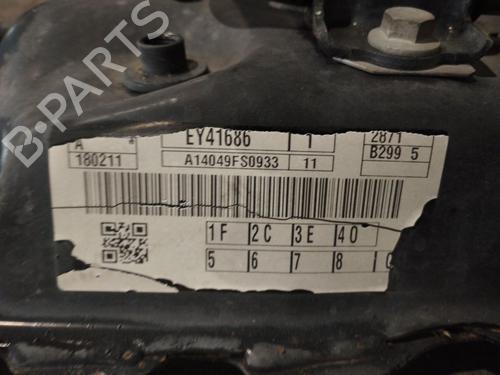 A * EY41686 1 2871
180211 A14049FS0933 11 B299 5
1F 2C 3E 40
5 6 7 8
B-PARTS